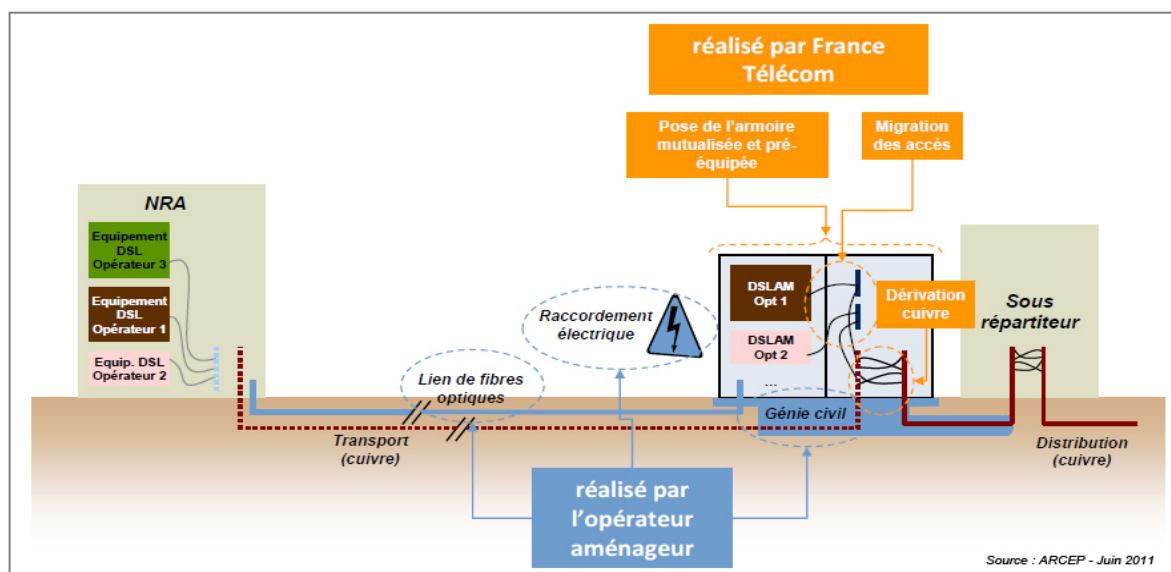 réalisé par France
Télécom
Pose de l'armoire
mutualisée et pré-
équipée
Migration
des accès
NRA
Equipement
DSL
Opérateur 3
Equipement
DSL
Opérateur 1
Equip. DSL
Opérateur 2
Raccordement
électrique
Lien de fibres
optiques
DSLAM
Opt 1
DSLAM
Opt 2
...
Dérivation
cuivre
Sous
répartiteur
Génie civil
Transport
(cuivre)
Distribution
(cuivre)
réalisé par
l'opérateur
aménageur
Source : ARCEP - Juin 2011